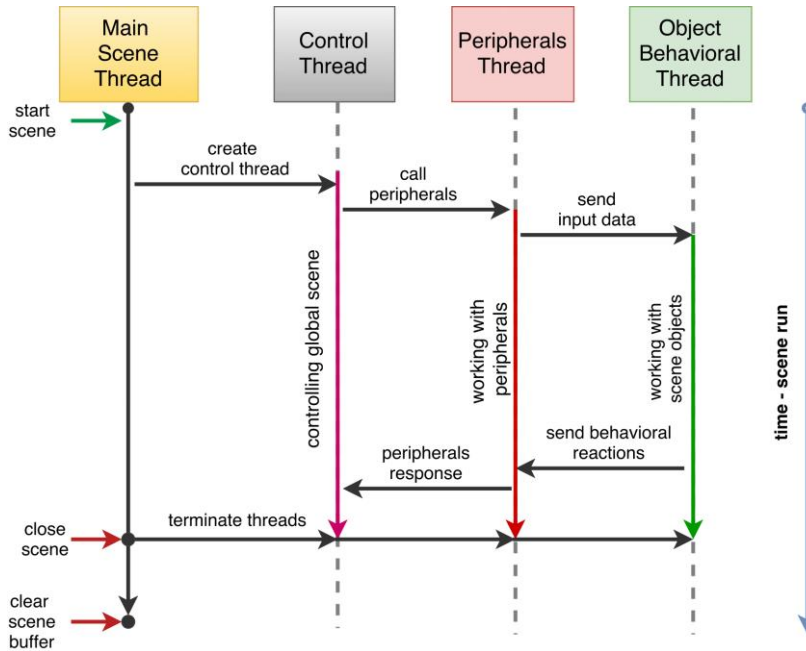 Main
Scene
Thread
Control
Thread
Peripherals
Thread
Object
Behavioral
Thread
start
scene
create
control thread
call
peripherals
send
input data
controlling global scene
working with
peripherals
working with
scene objects
time - scene run
send behavioral
reactions
peripherals
response
close
scene
terminate threads
clear
scene
buffer